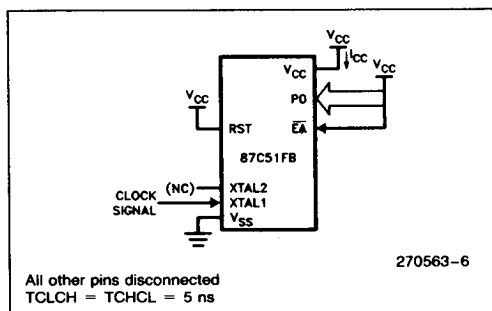 VCC
ICC
VCC
VCC
P0
VCC
RST
EA
87C51FB
(NC)
XTAL2
CLOCK
SIGNAL
XTAL1
VSS
270563-6
All other pins disconnected
TCLCH = TCHCL = 5 ns